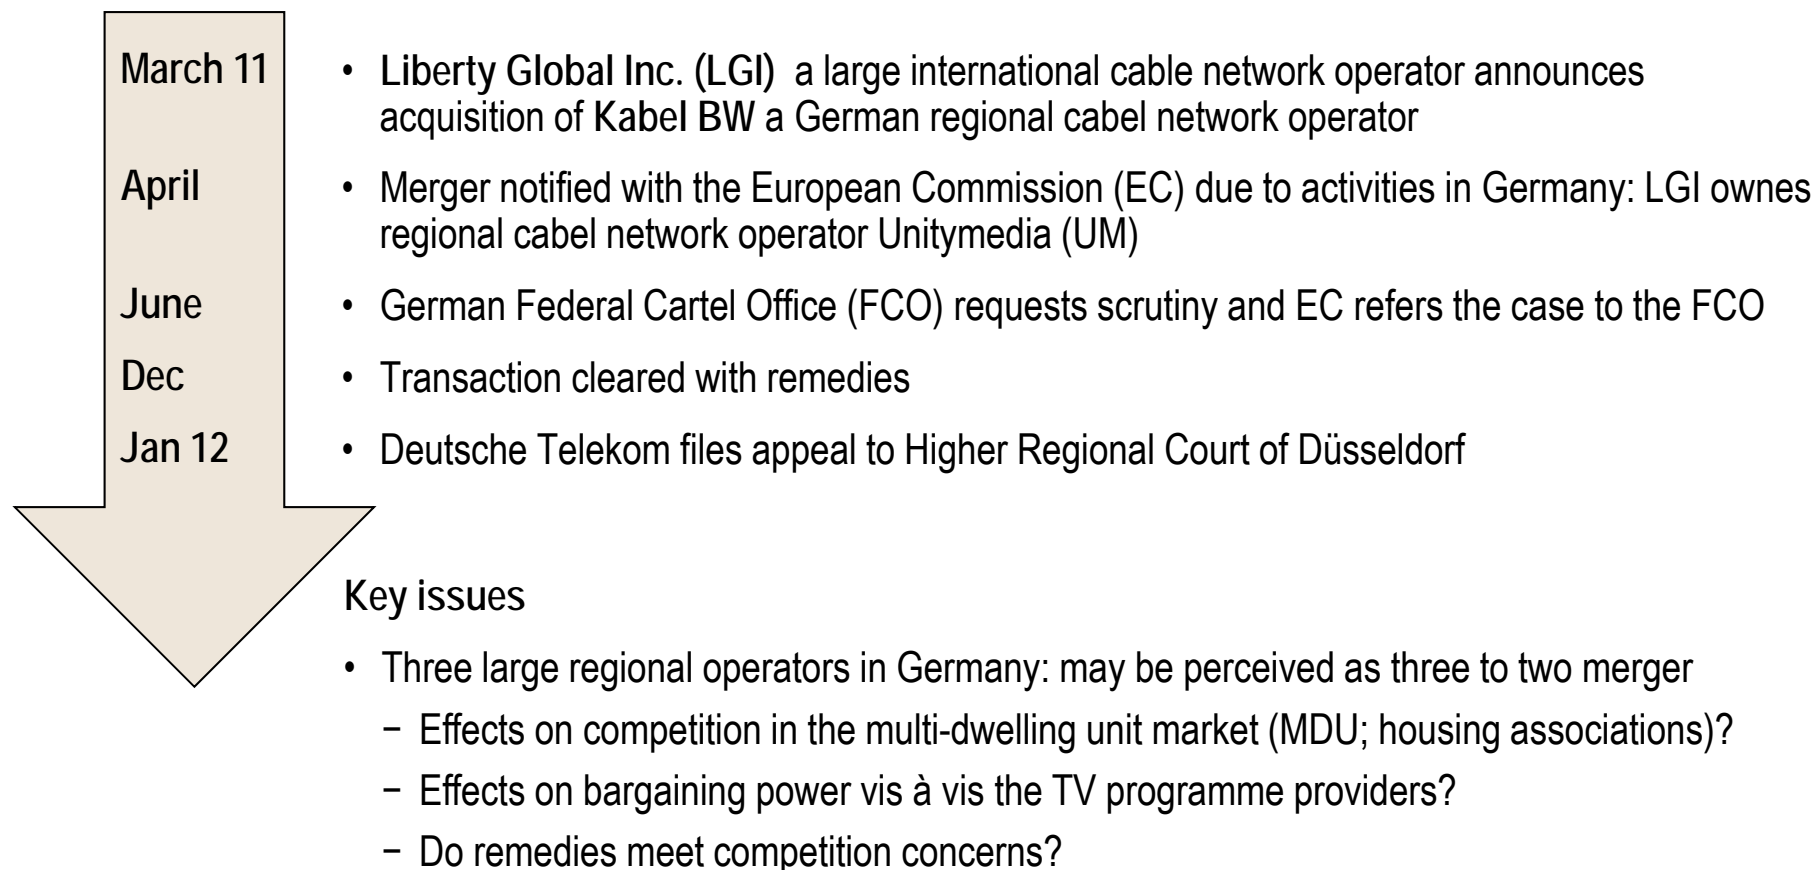 March 11
• Liberty Global Inc. (LGI) a large international cable network operator announces
acquisition of Kabel BW a German regional cabel network operator
April
• Merger notified with the European Commission (EC) due to activities in Germany: LGI ownes
regional cabel network operator Unitymedia (UM)
June
• German Federal Cartel Office (FCO) requests scrutiny and EC refers the case to the FCO
Dec
• Transaction cleared with remedies
Jan 12
• Deutsche Telekom files appeal to Higher Regional Court of Düsseldorf
Key issues
• Three large regional operators in Germany: may be perceived as three to two merger
− Effects on competition in the multi-dwelling unit market (MDU; housing associations)?
− Effects on bargaining power vis à vis the TV programme providers?
− Do remedies meet competition concerns?